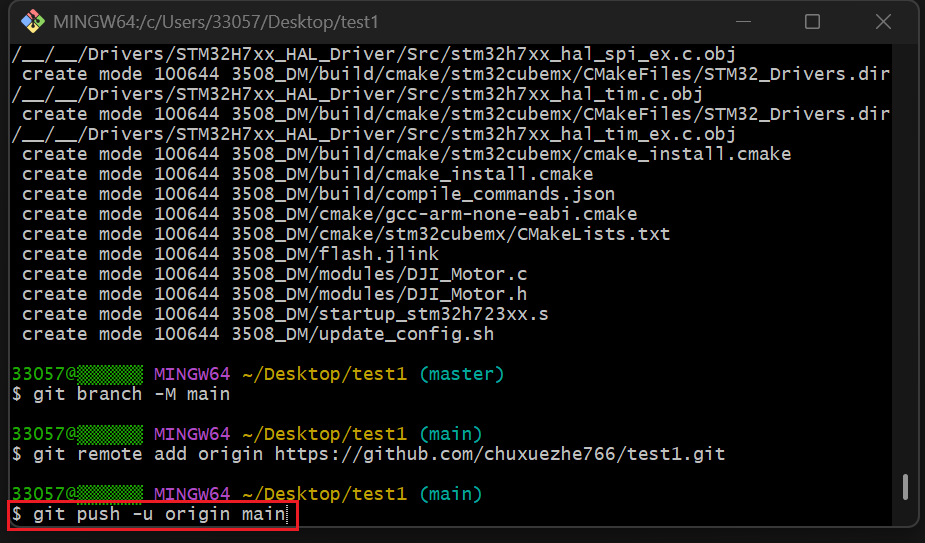 MINGW64:/c/Users/33057/Desktop/test1
/__/__/Drivers/STM32H7xx_HAL_Driver/Src/stm32h7xx_hal_spi_ex.c.obj
create mode 100644 3508_DM/build/cmake/stm32cubemx/CMakeFiles/STM32_Drivers.dir
/__/__/Drivers/STM32H7xx_HAL_Driver/Src/stm32h7xx_hal_tim.c.obj
create mode 100644 3508_DM/build/cmake/stm32cubemx/CMakeFiles/STM32_Drivers.dir
/__/__/Drivers/STM32H7xx_HAL_Driver/Src/stm32h7xx_hal_tim_ex.c.obj
create mode 100644 3508_DM/build/cmake/stm32cubemx/cmake_install.cmake
create mode 100644 3508_DM/build/cmake_install.cmake
create mode 100644 3508_DM/build/compile_commands.json
create mode 100644 3508_DM/cmake/gcc-arm-none-eabi.cmake
create mode 100644 3508_DM/cmake/stm32cubemx/CMakeLists.txt
create mode 100644 3508_DM/flash.jlink
create mode 100644 3508_DM/modules/DJI_Motor.c
create mode 100644 3508_DM/modules/DJI_Motor.h
create mode 100644 3508_DM/startup_stm32h723xx.s
create mode 100644 3508_DM/update_config.sh
33057@▒▒▒▒▒▒ MINGW64 ~/Desktop/test1 (master)
$ git branch -M main
33057@▒▒▒▒▒▒ MINGW64 ~/Desktop/test1 (main)
$ git remote add origin https://github.com/chuxuezhe766/test1.git
33057@▒▒▒▒▒▒ MINGW64 ~/Desktop/test1 (main)
$ git push -u origin main